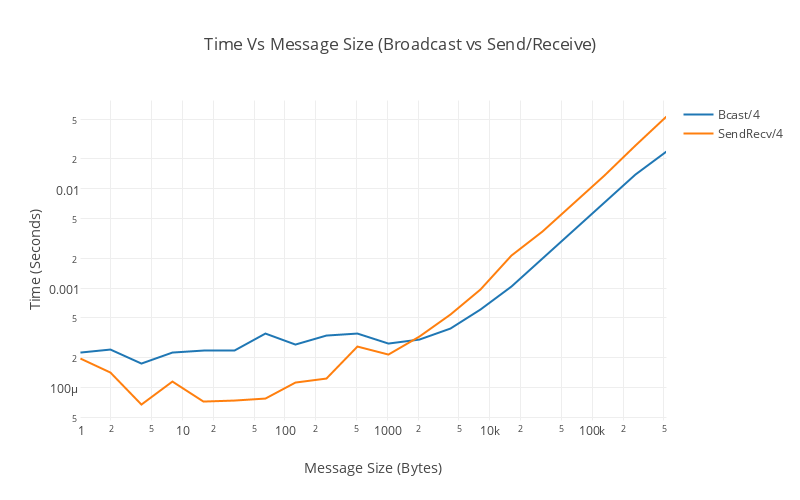 Time Vs Message Size (Broadcast vs Send/Receive)
Bcast/4
SendRecv/4
5
2
0.01
5
2
0.001
5
2
100μ
5
Time (Seconds)
1 2 5 10 2 5 100 2 5 1000 2 5 10k 2 5 100k 2 5
Message Size (Bytes)